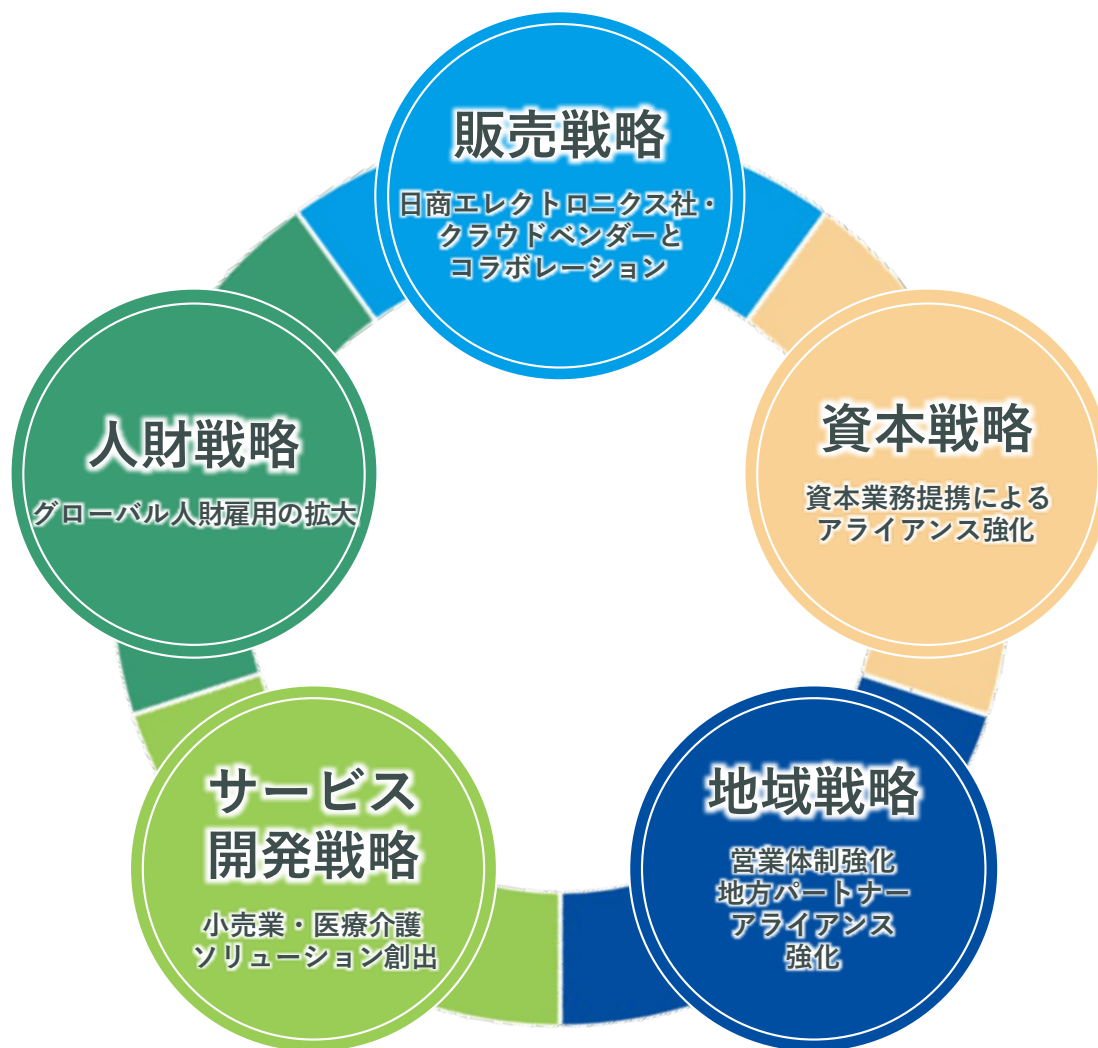 販売戦略
日商エレクトロニクス社・
クラウドベンダーと
コラボレーション
資本戦略
資本業務提携による
アライアンス強化
地域戦略
営業体制強化
地方パートナー
アライアンス
強化
サービス
開発戦略
小売業・医療介護
ソリューション創出
人財戦略
グローバル人財雇用の拡大